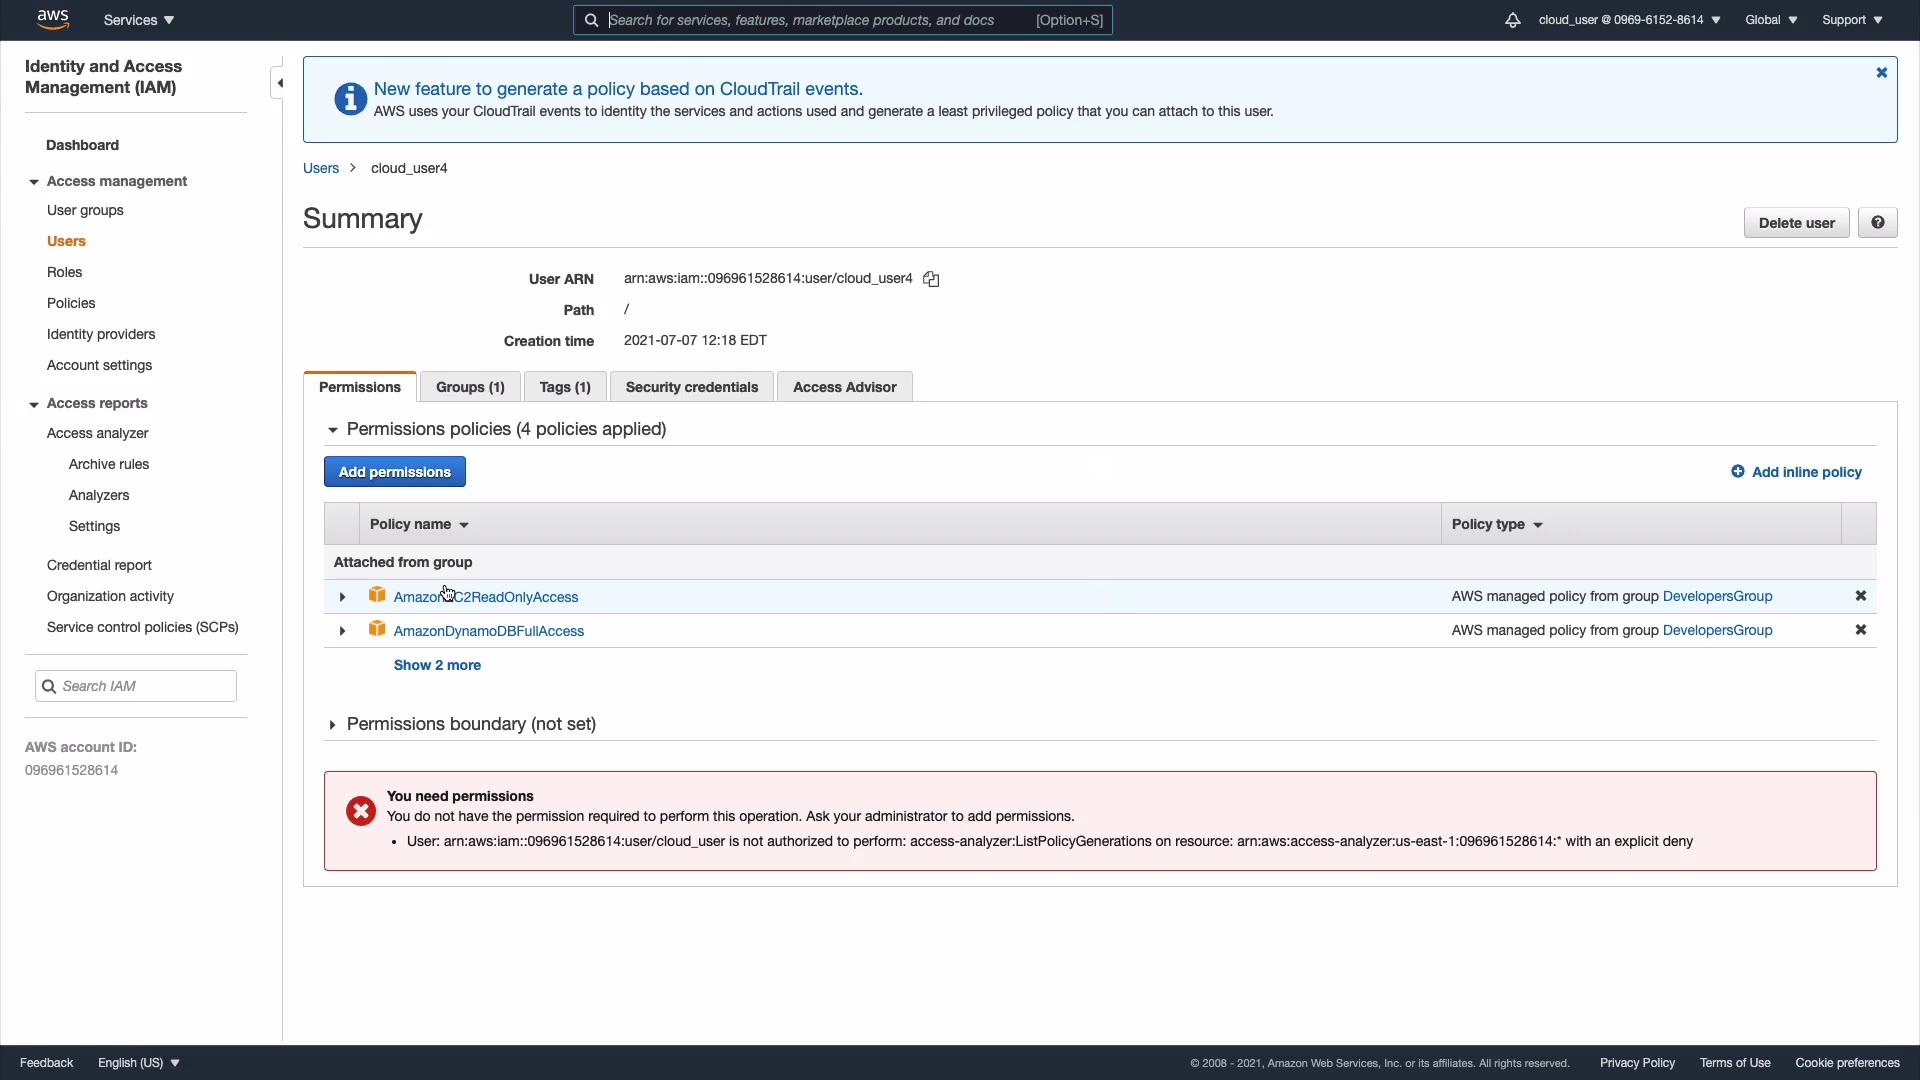 aws
Services
Search for services, features, marketplace products, and docs
[Option+S]
cloud_user @ 0969-6152-8614
Global
Support
Identity and Access
Management (IAM)
Dashboard
Access management
User groups
Users
Roles
Policies
Identity providers
Account settings
Access reports
Access analyzer
Archive rules
Analyzers
Settings
Credential report
Organization activity
Service control policies (SCPs)
Search IAM
AWS account ID:
096961528614
New feature to generate a policy based on CloudTrail events.
AWS uses your CloudTrail events to identify the services and actions used and generate a least privileged policy that you can attach to this user.
Users > cloud_user4
Summary
Delete user
User ARN arn:aws:iam::096961528614:user/cloud_user4
Path /
Creation time 2021-07-07 12:18 EDT
Permissions
Groups (1)
Tags (1)
Security credentials
Access Advisor
Permissions policies (4 policies applied)
Add permissions
Add inline policy
Policy name
Policy type
Attached from group
C2ReadOnlyAccess
AWS managed policy from group DevelopersGroup
AmazonDynamoDBFullAccess
AWS managed policy from group DevelopersGroup
Show 2 more
Permissions boundary (not set)
You need permissions
You do not have the permission required to perform this operation. Ask your administrator to add permissions.
• User: arn:aws:iam::096961528614:user/cloud_user is not authorized to perform: access-analyzer:ListPolicyGenerations on resource: arn:aws:access-analyzer:us-east-1:096961528614:* with an explicit deny
Feedback
English (US)
© 2008 - 2021, Amazon Web Services, Inc. or its affiliates. All rights reserved.
Privacy Policy
Terms of Use
Cookie preferences